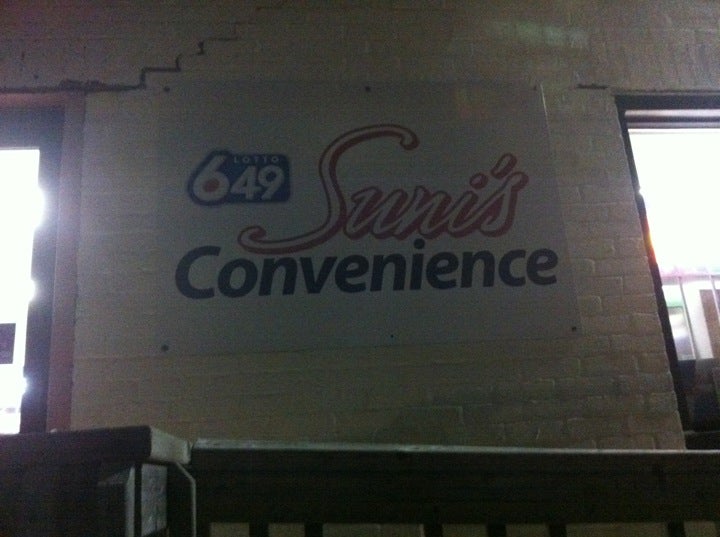 LOTTO
649
Suni's
Convenience